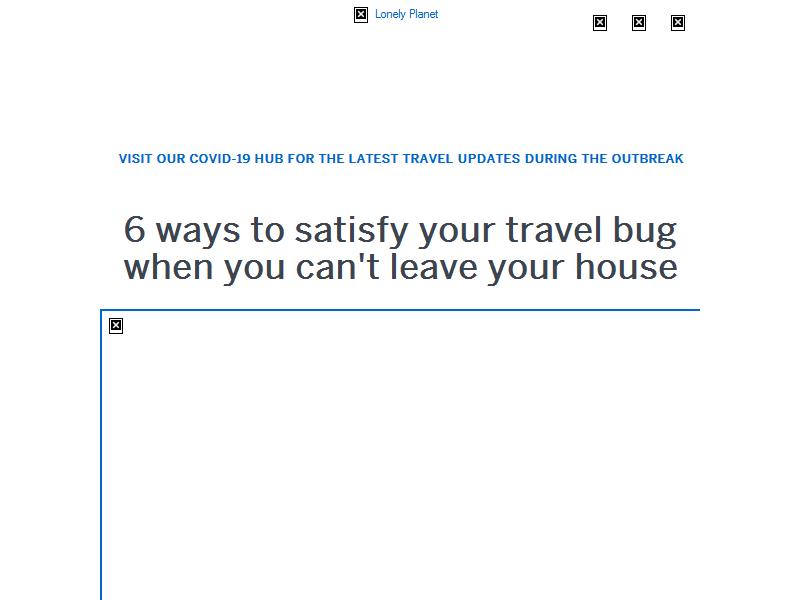 Lonely Planet
VISIT OUR COVID-19 HUB FOR THE LATEST TRAVEL UPDATES DURING THE OUTBREAK
6 ways to satisfy your travel bug
when you can't leave your house